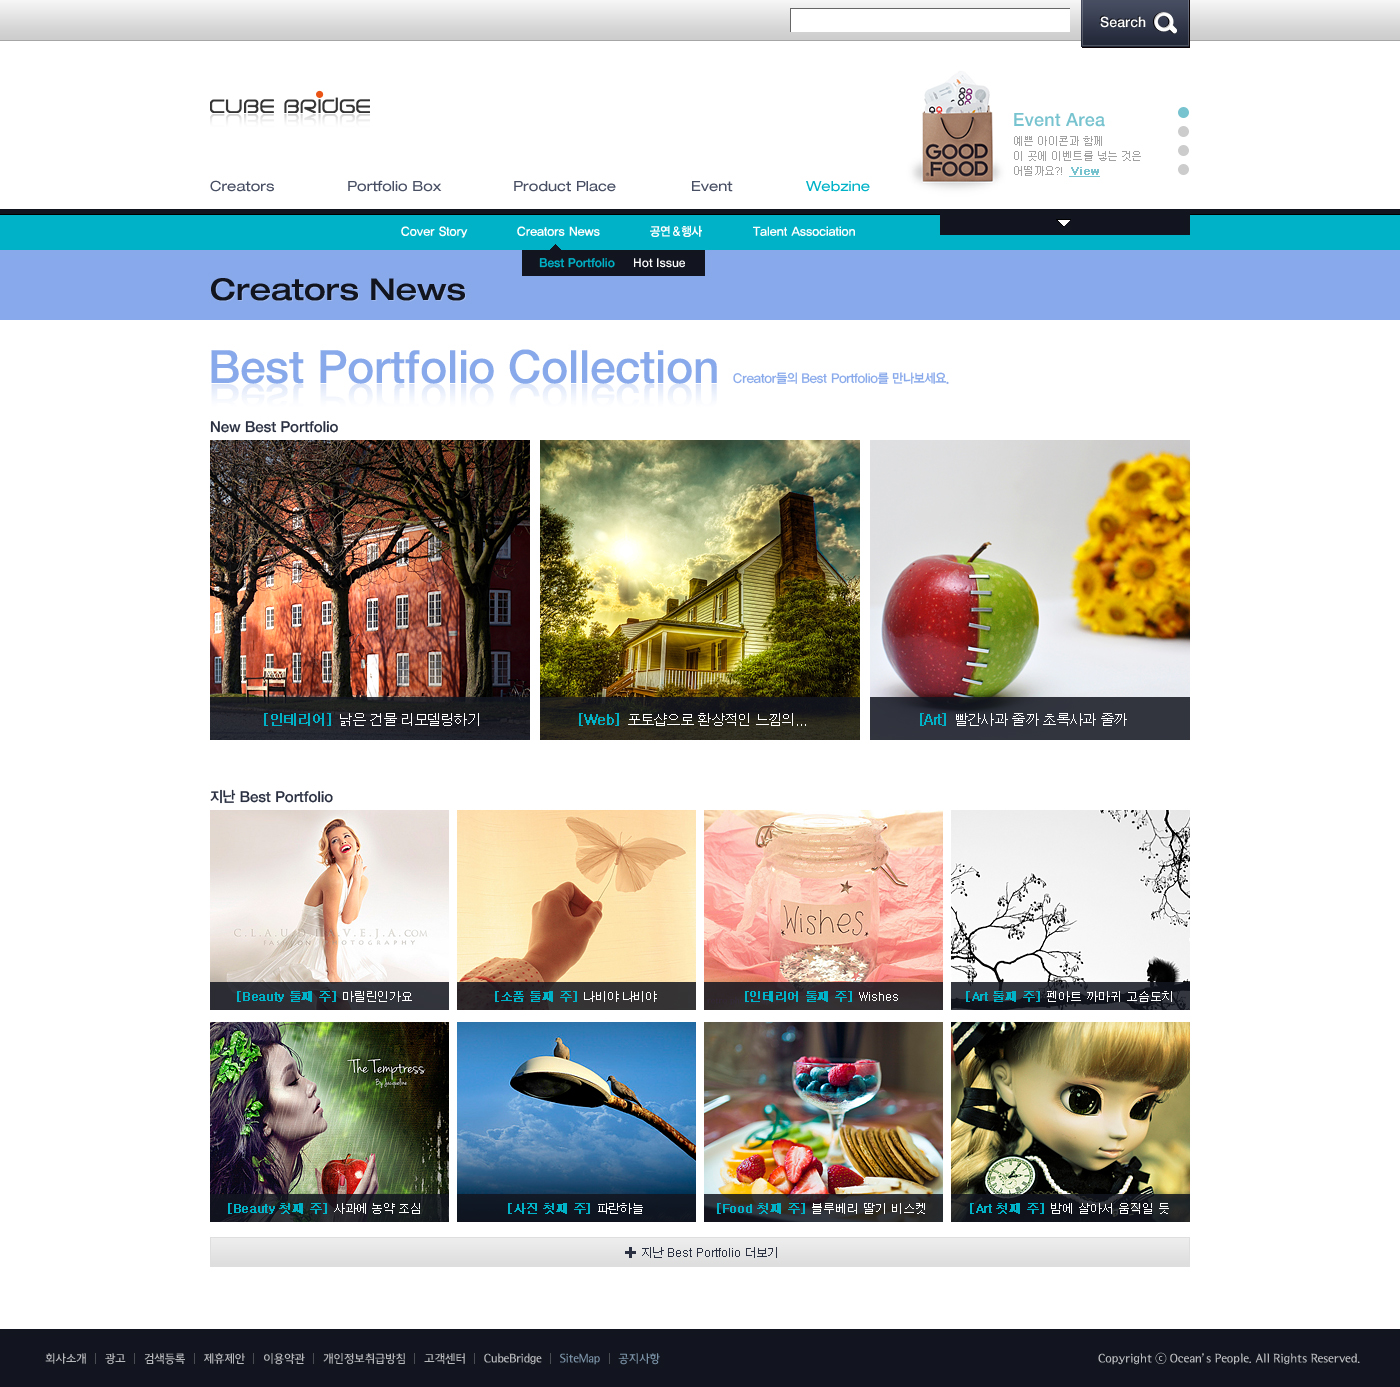 Search
CUBE BRIDGE
GOOD
FOOD
Event Area
예쁜 아이콘과 함께
이 곳에 이벤트를 넣는 것은
어떨까요?! View
Creators Portfolio Box Product Place Event Webzine
Cover Story Creators News 공연&행사 Talent Association
Best Portfolio Hot Issue
Creators News
Best Portfolio Collection Creator들의 Best Portfolio를 만나보세요.
New Best Portfolio
[인테리어] 낡은 건물 리모델링하기
[Web] 포토샵으로 환상적인 느낌의...
[Art] 빨간사과 줄까 초록사과 줄까
지난 Best Portfolio
FASHION PHOTOGRAPHY
Wishes
[Beauty 둘째 주] 마릴린인가요
[소품 둘째 주] 나비야 나비야
[인테리어 둘째 주] Wishes
[Art 둘째 주] 펜아트 까마귀 고슴도치
The Temptress
By Jacqueline
[Beauty 첫째 주] 사과에 농약 조심
[사진 첫째 주] 파란하늘
[Food 첫째 주] 블루베리 딸기 비스켓
[Art 첫째 주] 밤에 살아서 움직일 듯
지난 Best Portfolio 더보기
회사소개 | 광고 | 검색등록 | 제휴제안 | 이용약관 | 개인정보취급방침 | 고객센터 | CubeBridge | SiteMap | 공지사항
Copyright ⓒ Ocean's People. All Rights Reserved.